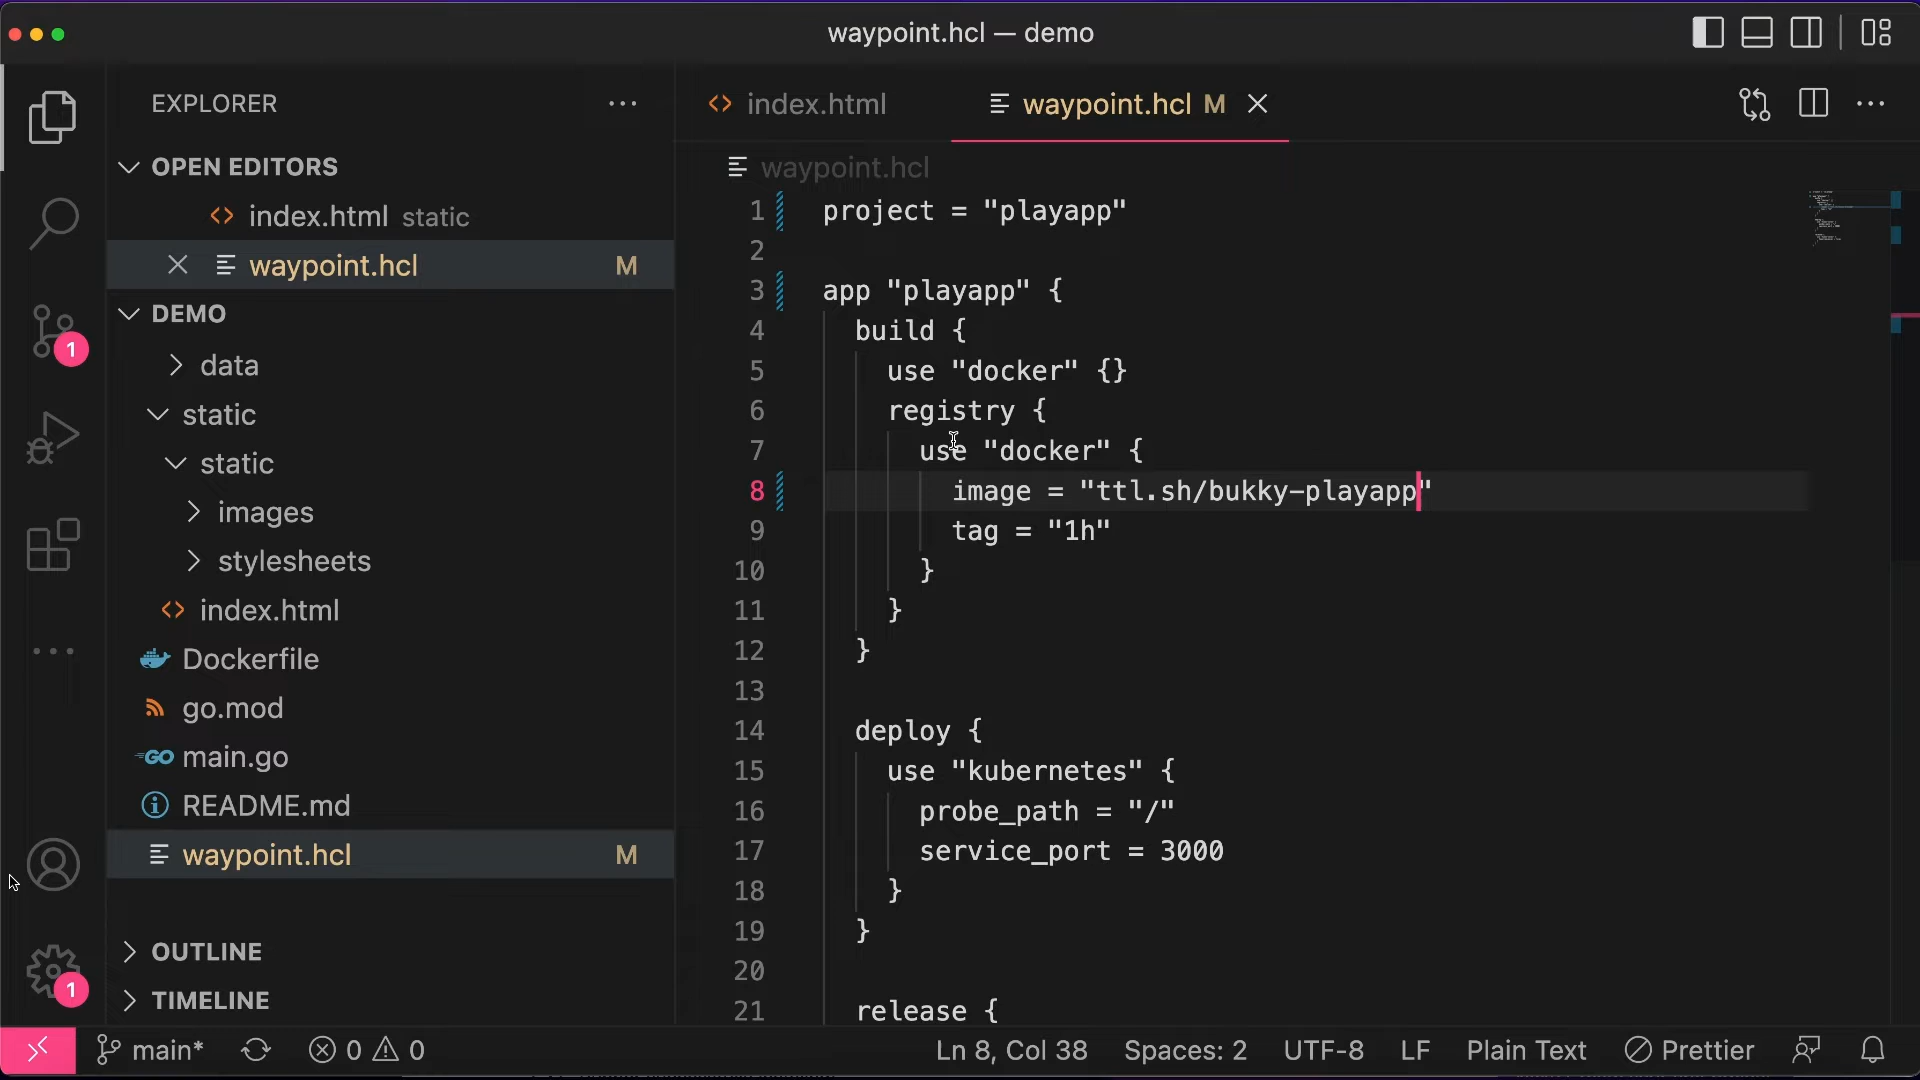 waypoint.hcl — demo
EXPLORER
OPEN EDITORS
index.html static
waypoint.hcl M
DEMO
data
static
static
images
stylesheets
index.html
Dockerfile
go.mod
GO main.go
README.md
waypoint.hcl M
OUTLINE
TIMELINE
1
1
index.html
waypoint.hcl M
waypoint.hcl
1 project = "playapp"
2
3 app "playapp" {
4 build {
5 use "docker" {}
6 registry {
7 use "docker" {
8 image = "ttl.sh/bukky-playapp"
9 tag = "1h"
10 }
11 }
12 }
13
14 deploy {
15 use "kubernetes" {
16 probe_path = "/"
17 service_port = 3000
18 }
19 }
20
21 release {
main* 0 0 Ln 8, Col 38 Spaces: 2 UTF-8 LF Plain Text Prettier